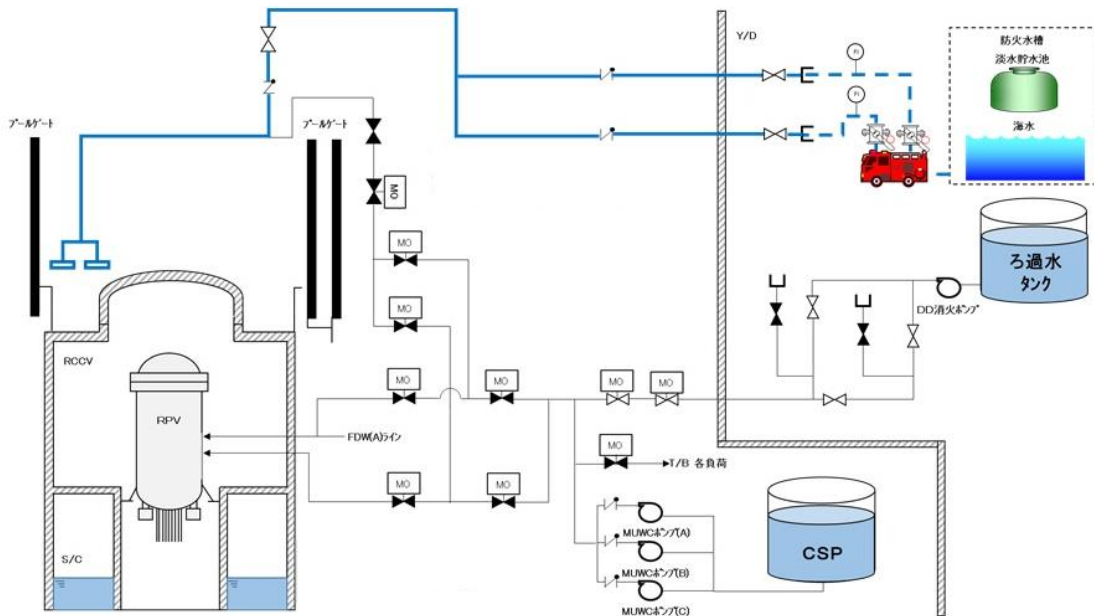 Y/D
防火水槽
淡水貯水池
海水
PI
PI
プールゲート
プールゲート
MO
MO
MO
ろ過水
タンク
DD消火ポンプ
RCCV
RPV
MO
MO
MO
MO
FDW(A)ライン
MO
T/B 各負荷
MO
MO
MUWCポンプ(A)
MUWCポンプ(B)
MUWCポンプ(C)
CSP
S/C